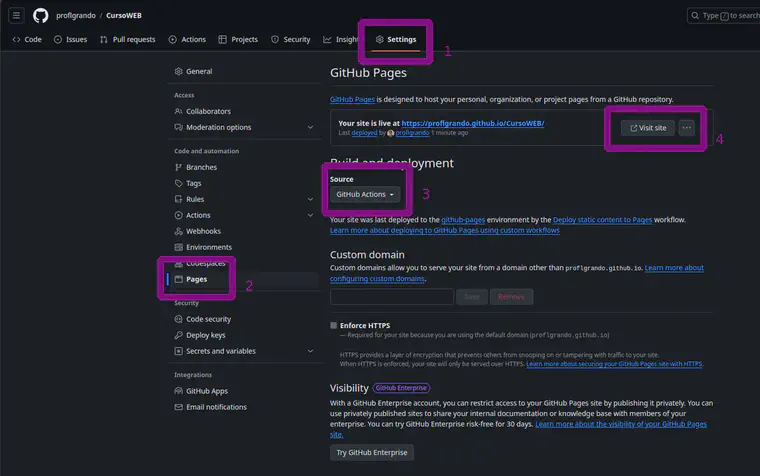 proflgrando / CursoWEB
Type / to search
Code Issues Pull requests Actions Projects Security Insight Settings
1
General
Access
Collaborators
Moderation options
Code and automation
Branches
Tags
Rules
Actions
Webhooks
Environments
Codespaces
Pages
2
Security
Code security
Deploy keys
Secrets and variables
Integrations
GitHub Apps
Email notifications
GitHub Pages
GitHub Pages is designed to host your personal, organization, or project pages from a GitHub repository.
Your site is live at https://proflgrando.github.io/CursoWEB/
Last deployed by proflgrando 1 minute ago
Visit site ···
4
Build and deployment
Source
GitHub Actions
3
Your site was last deployed to the github-pages environment by the Deploy static content to Pages workflow.
Learn more about deploying to GitHub Pages using custom workflows
Custom domain
Custom domains allow you to serve your site from a domain other than proflgrando.github.io. Learn more about
configuring custom domains.
Save Remove
Enforce HTTPS
— Required for your site because you are using the default domain (proflgrando.github.io)
HTTPS provides a layer of encryption that prevents others from snooping on or tampering with traffic to your site.
When HTTPS is enforced, your site will only be served over HTTPS. Learn more about securing your GitHub Pages site with HTTPS.
Visibility GitHub Enterprise
With a GitHub Enterprise account, you can restrict access to your GitHub Pages site by publishing it privately. You can
use privately published sites to share your internal documentation or knowledge base with members of your
enterprise. You can try GitHub Enterprise risk-free for 30 days. Learn more about the visibility of your GitHub Pages
site.
Try GitHub Enterprise